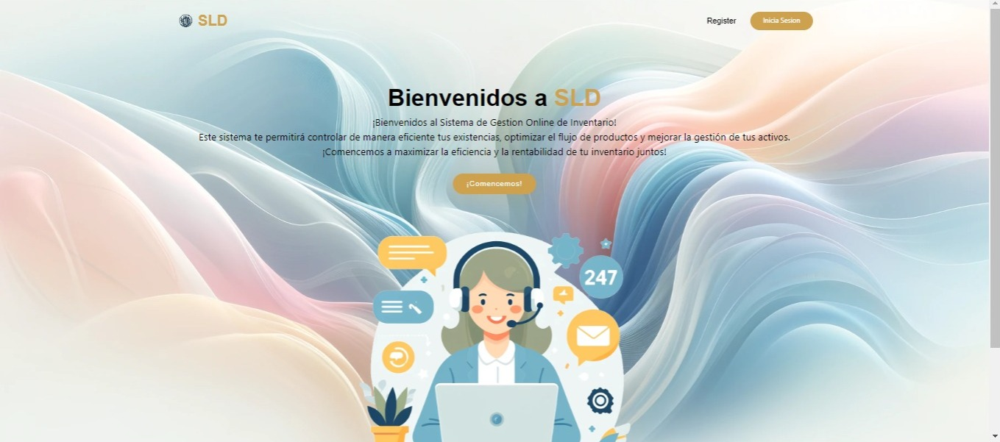 SLD
Register
Inicia Sesion
Bienvenidos a SLD
¡Bienvenidos al Sistema de Gestion Online de Inventario!
Este sistema te permitirá controlar de manera eficiente tus existencias, optimizar el flujo de productos y mejorar la gestión de tus activos.
¡Comencemos a maximizar la eficiencia y la rentabilidad de tu inventario juntos!
¡Comencemos!
247